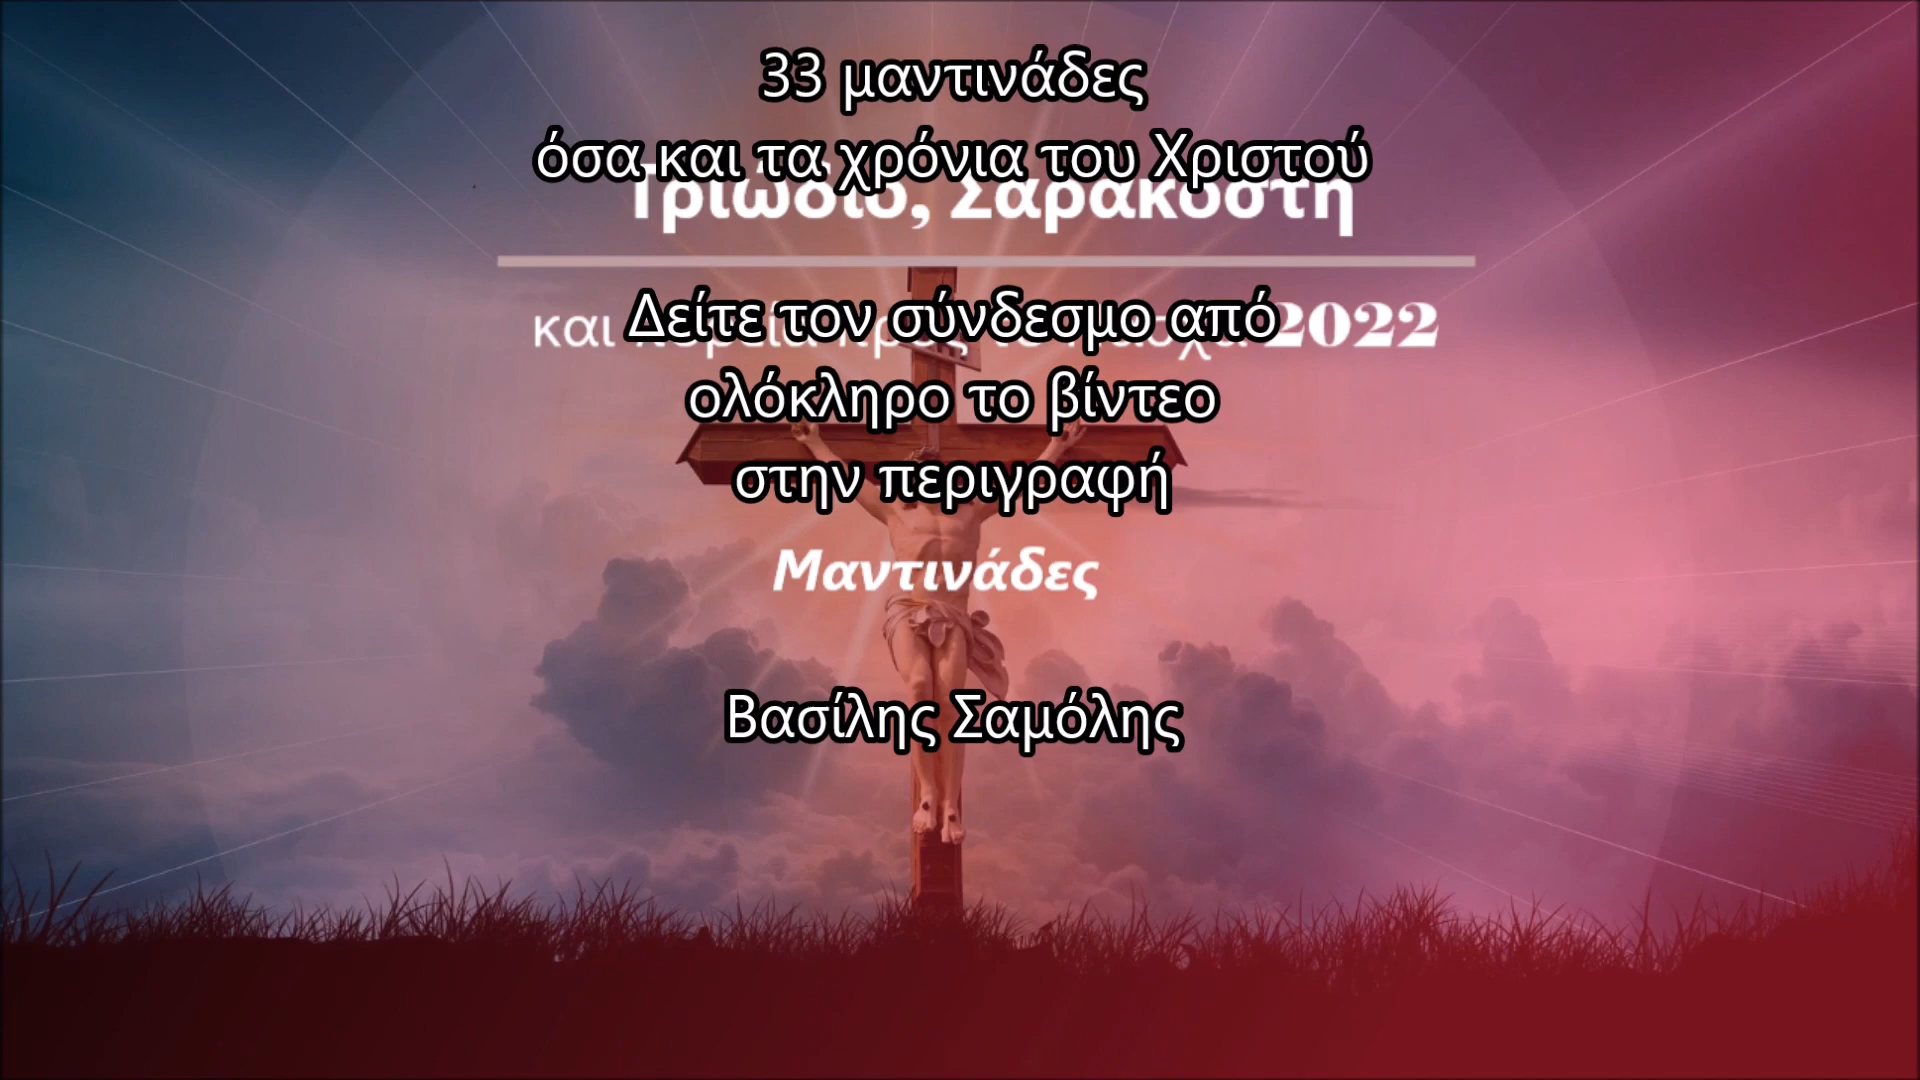 33 μαντινάδες
όσα και τα χρόνια του Χριστού
Τριώδιο, Σαρακοστή
Δείτε τον σύνδεσμο από
και 2022
ολόκληρο το βίντεο
στην περιγραφή
Μαντινάδες
Βασίλης Σαμόλης